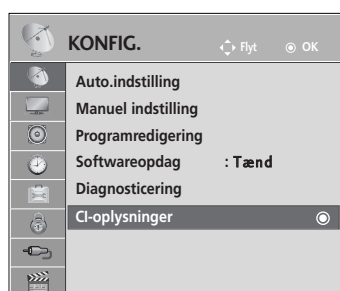 KONFIG. Flyt OK
Auto.indstilling
Manuel indstilling
Programredigering
Softwareopdag : Tænd
Diagnosticering
CI-oplysninger